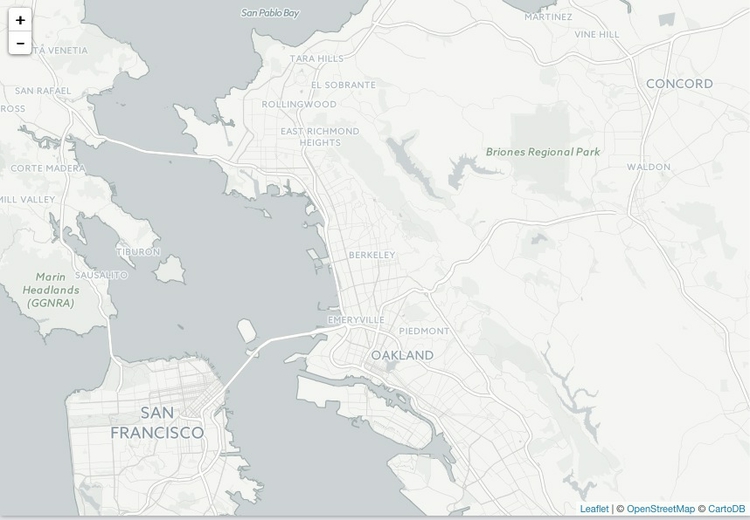 +
-
San Pablo Bay
MARTINEZ
VINE HILL
TA VENETIA
TARA HILLS
EL SOBRANTE
CONCORD
SAN RAFAEL
ROLLINGWOOD
ROSS
EAST RICHMOND
HEIGHTS
Briones Regional Park
CORTE MADERA
WALDON
MILL VALLEY
TIBURON
BERKELEY
SAUSALITO
Marin
Headlands
(GGNRA)
EMERYVILLE
PIEDMONT
OAKLAND
SAN
FRANCISCO
Leaflet | © OpenStreetMap © CartoDB